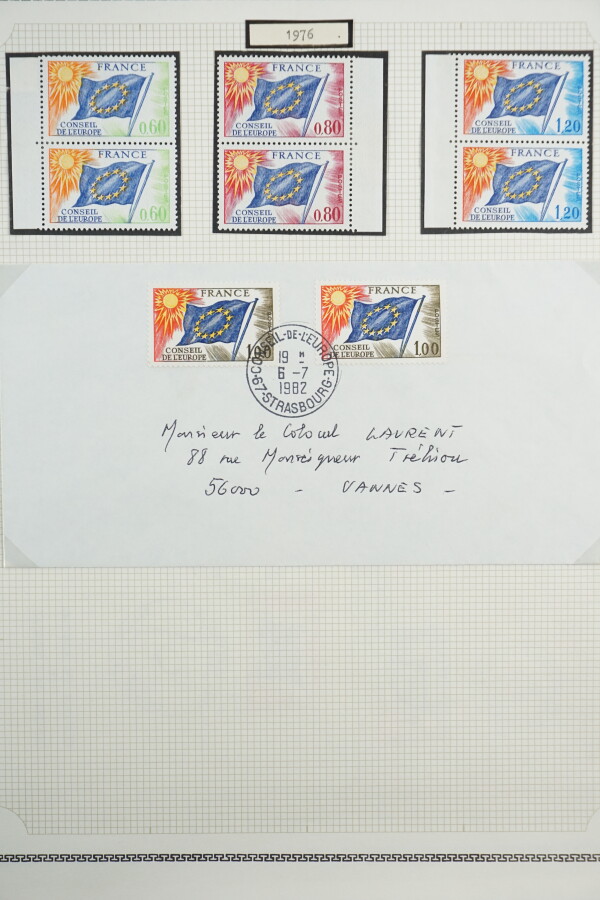 1976
FRANCE
0.60
CONSEIL
DE L'EUROPE
FRANCE
0.60
CONSEIL
DE L'EUROPE
FRANCE
0.80
CONSEIL
DE L'EUROPE
FRANCE
0.80
CONSEIL
DE L'EUROPE
FRANCE
1.20
CONSEIL
DE L'EUROPE
FRANCE
1.20
CONSEIL
DE L'EUROPE
FRANCE
CONSEIL
DE L'EUROPE
FRANCE
1.00
CONSEIL
DE L'EUROPE
CONSEIL-DE-L'EUROPE
19 H
6-7
1982
67-STRASBOURG
Monsieur le Colonel LAURENT
88 rue Monseigneur Tréhiou
56000 - VANNES -